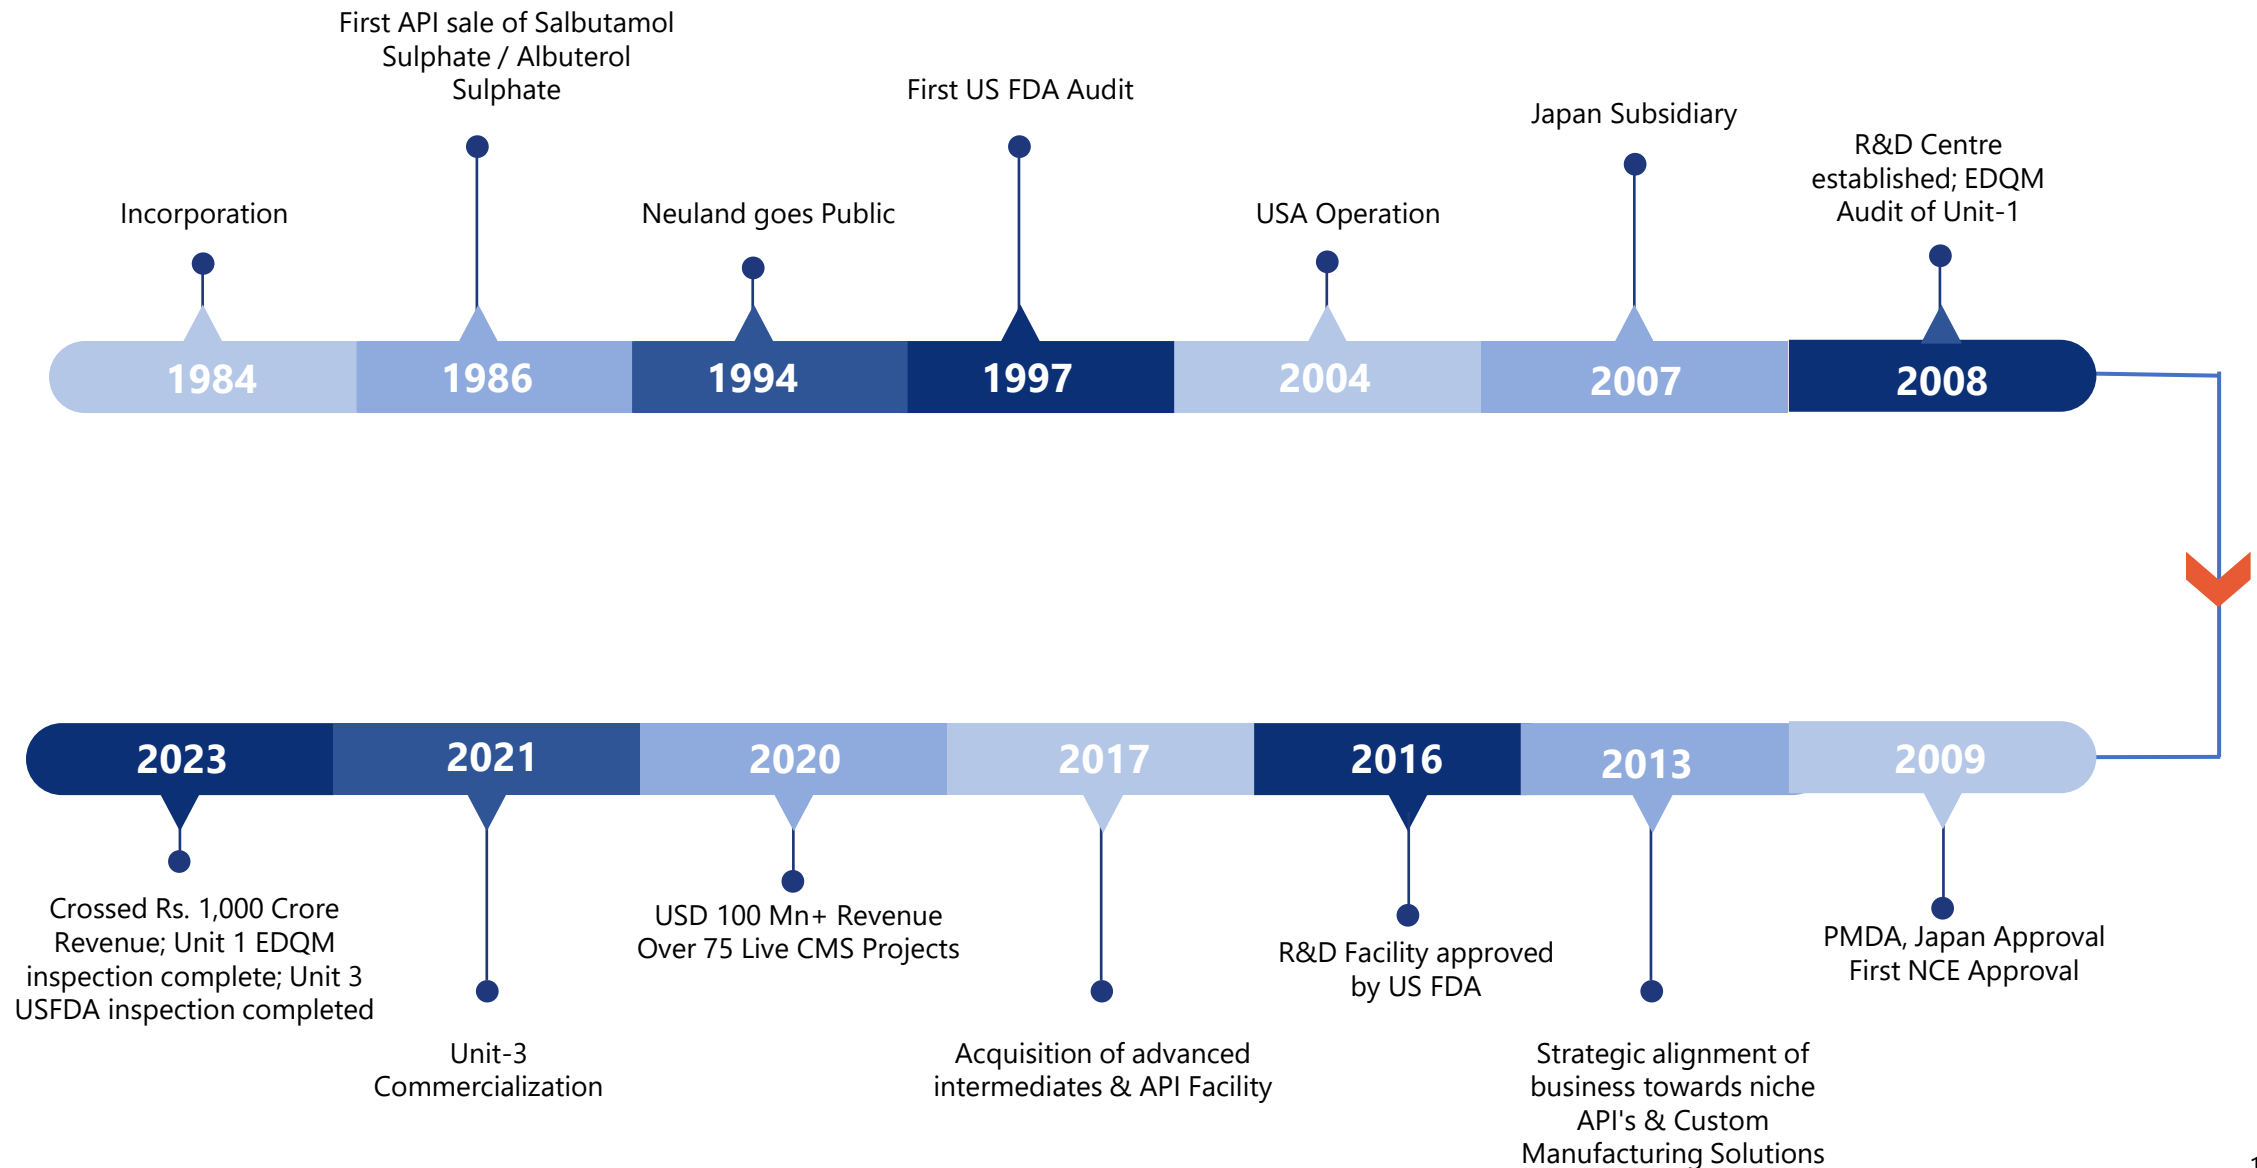 First API sale of Salbutamol
Sulphate / Albuterol
Sulphate
First US FDA Audit
Japan Subsidiary
R&D Centre
established; EDQM
Audit of Unit-1
Incorporation
Neuland goes Public
USA Operation
1984
1986
1994
1997
2004
2007
2008
2023
2021
2020
2017
2016
2013
2009
Crossed Rs. 1,000 Crore
Revenue; Unit 1 EDQM
inspection complete; Unit 3
USFDA inspection completed
Unit-3
Commercialization
USD 100 Mn+ Revenue
Over 75 Live CMS Projects
Acquisition of advanced
intermediates & API Facility
R&D Facility approved
by US FDA
Strategic alignment of
business towards niche
API's & Custom
Manufacturing Solutions
PMDA, Japan Approval
First NCE Approval